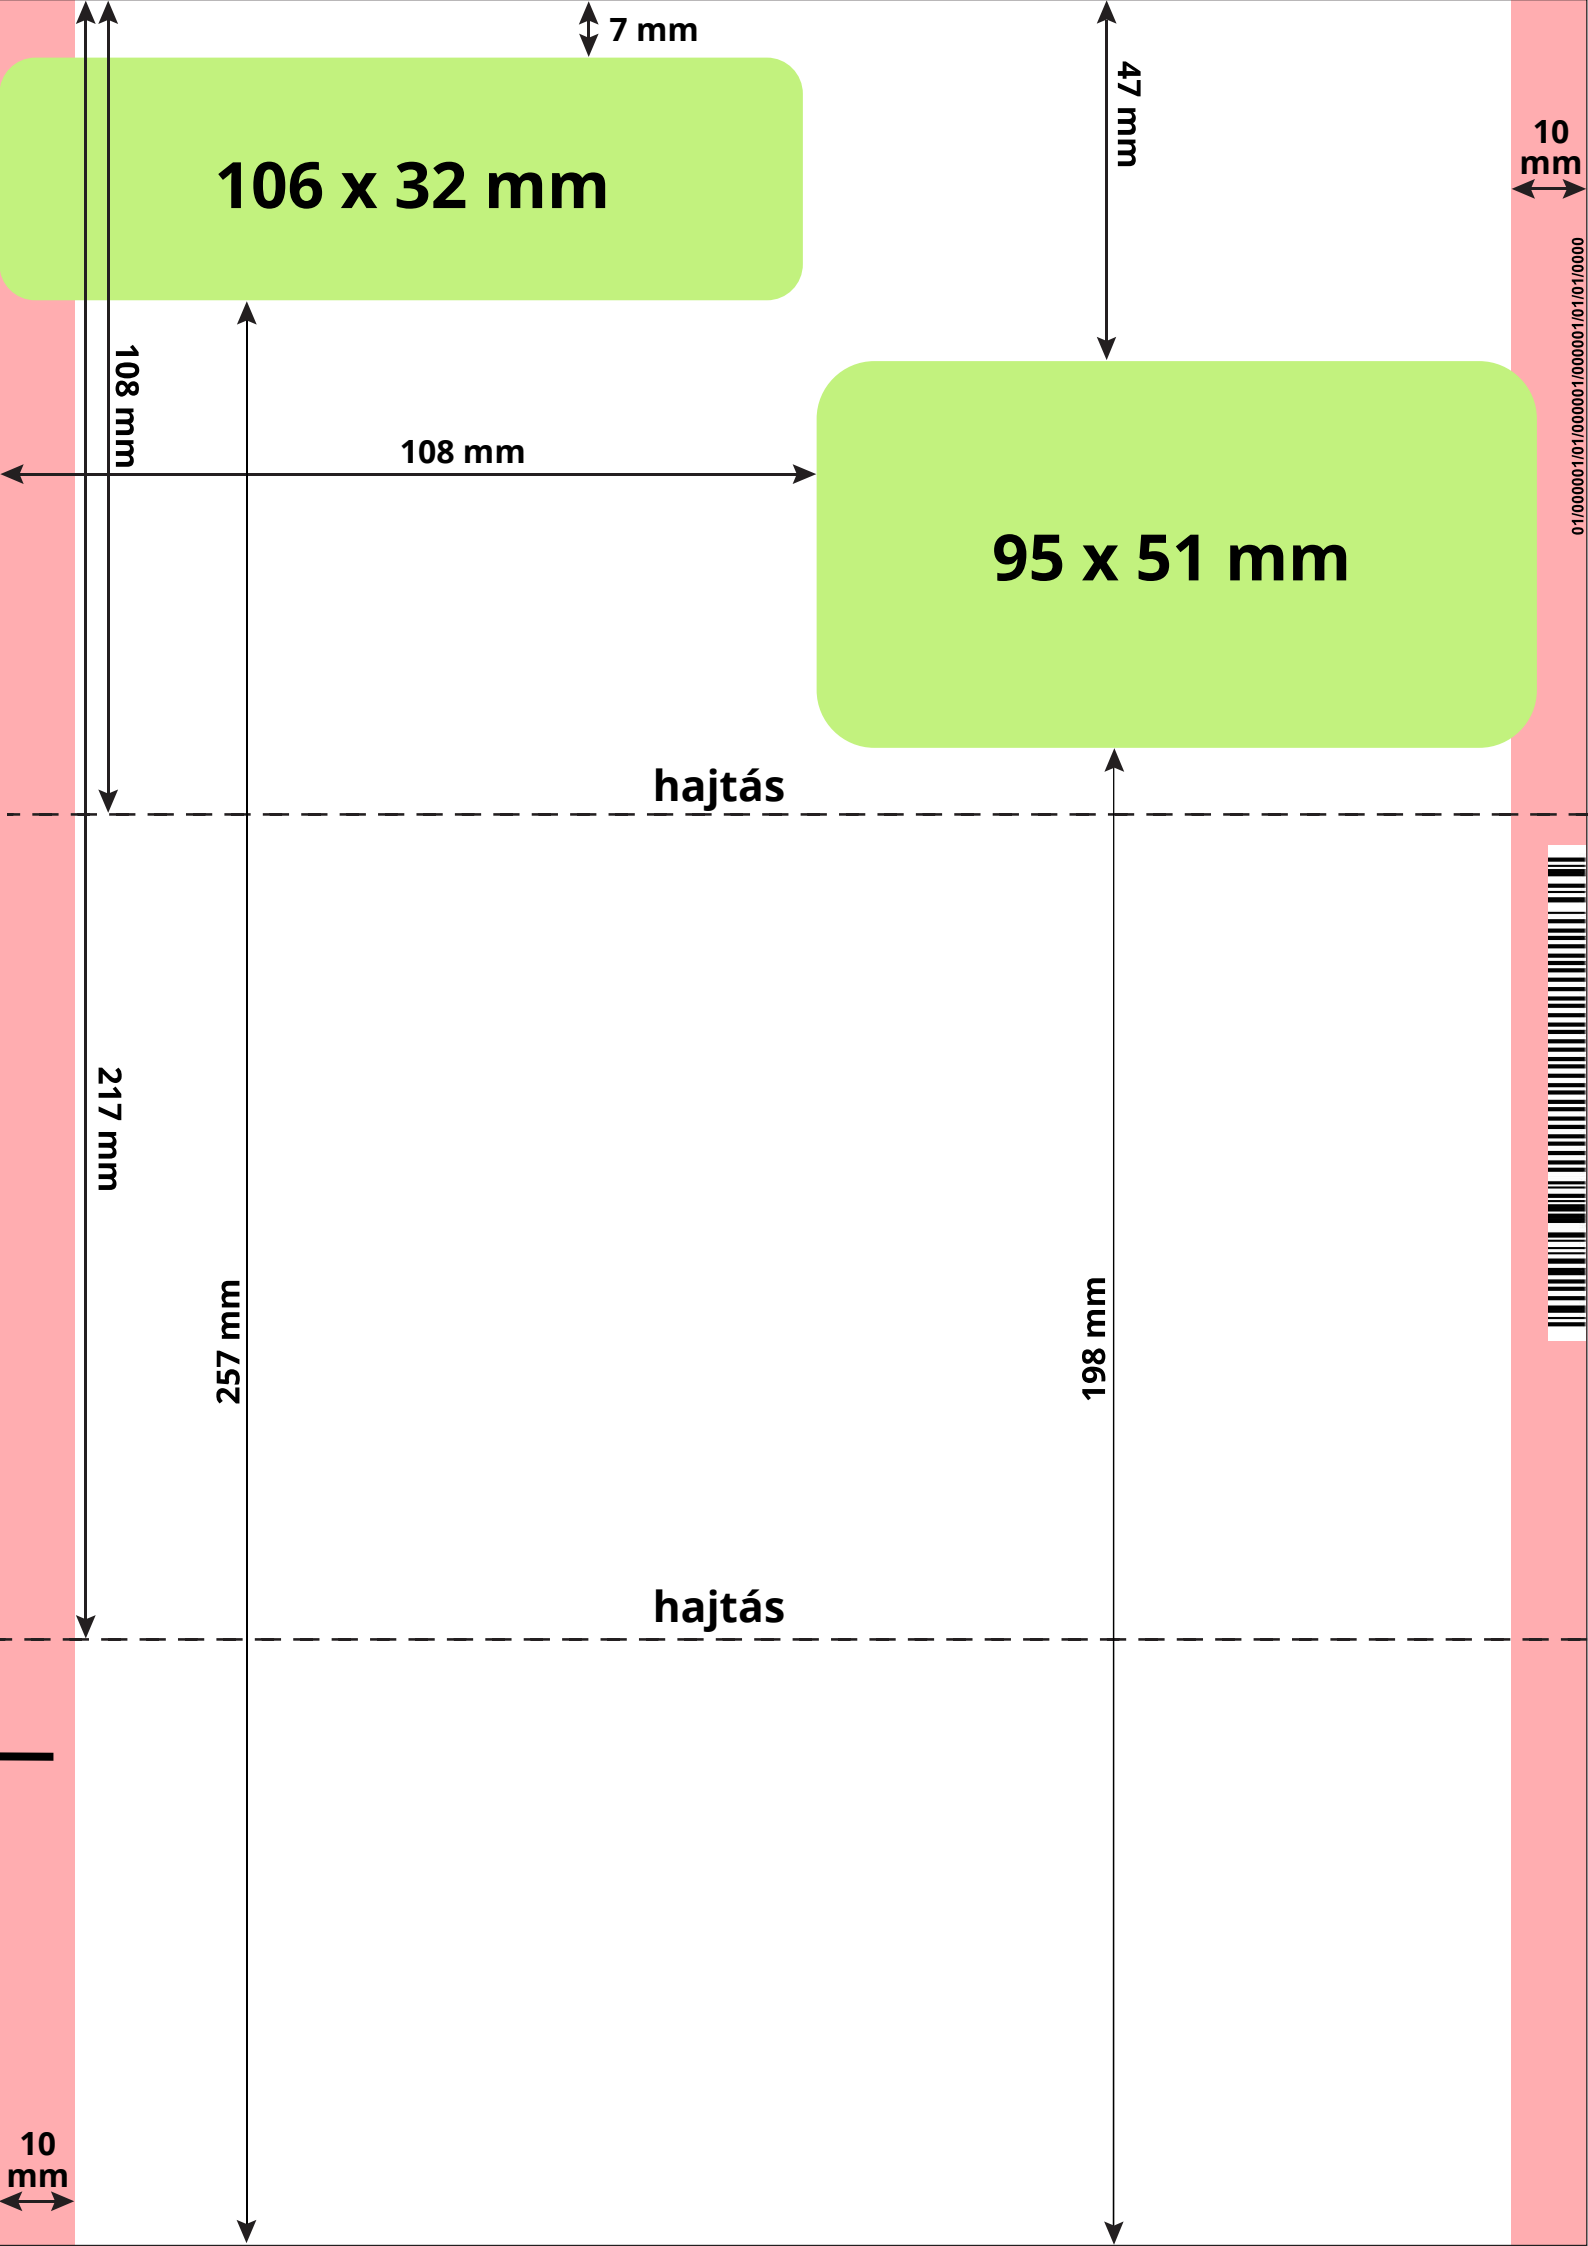 7 mm
47 mm
10
mm
106 x 32 mm
01/000001/01/000001/000001/01/01/0000
108 mm
108 mm
95 x 51 mm
hajtás
217 mm
257 mm
198 mm
hajtás
10
mm